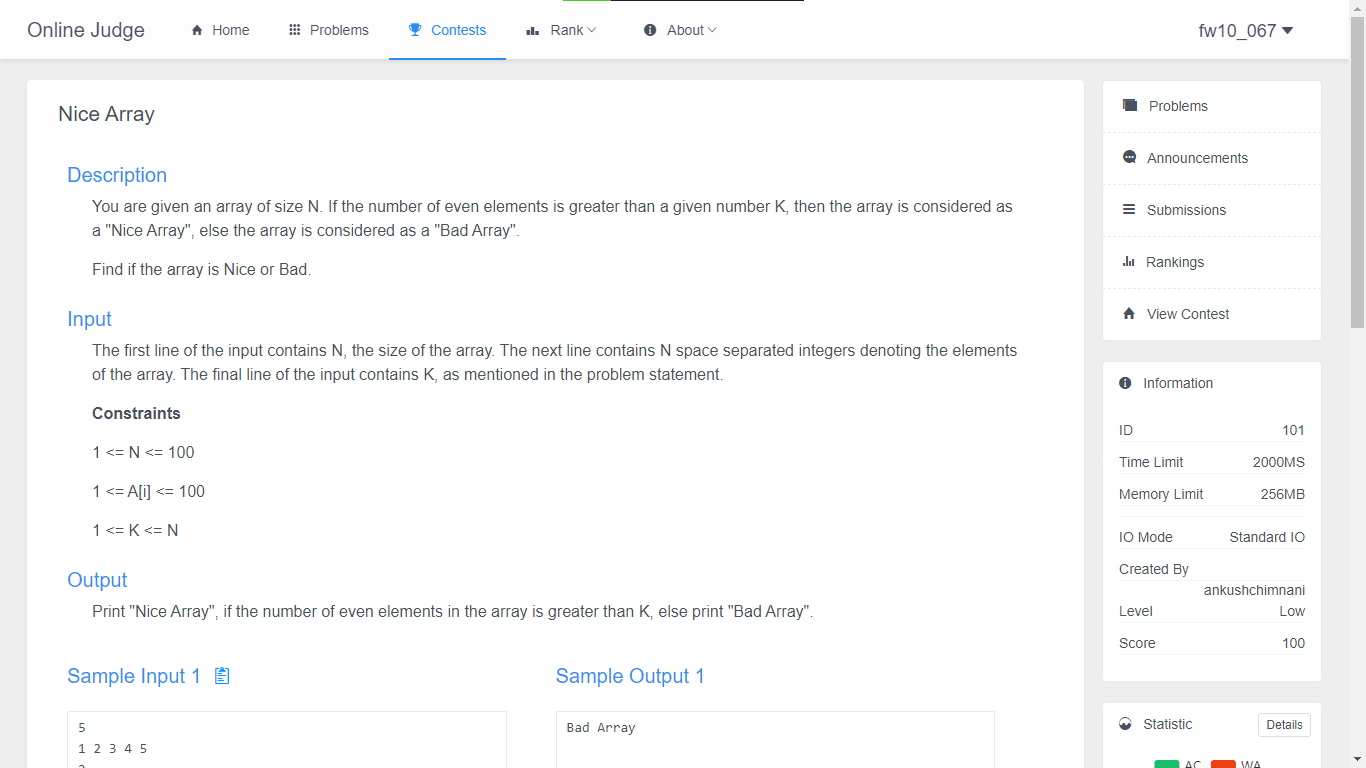 Online Judge
Home
Problems
Contests
Rank
About
fw10_067
Nice Array
Description
You are given an array of size N. If the number of even elements is greater than a given number K, then the array is considered as
a "Nice Array", else the array is considered as a "Bad Array".
Find if the array is Nice or Bad.
Input
The first line of the input contains N, the size of the array. The next line contains N space separated integers denoting the elements
of the array. The final line of the input contains K, as mentioned in the problem statement.
Constraints
1 <= N <= 100
1 <= A[i] <= 100
1 <= K <= N
Output
Print "Nice Array", if the number of even elements in the array is greater than K, else print "Bad Array".
Sample Input 1
5
1 2 3 4 5
Sample Output 1
Bad Array
Problems
Announcements
Submissions
Rankings
View Contest
Information
ID 101
Time Limit 2000MS
Memory Limit 256MB
IO Mode Standard IO
Created By
ankushchimnani
Level Low
Score 100
Statistic Details
AC WA